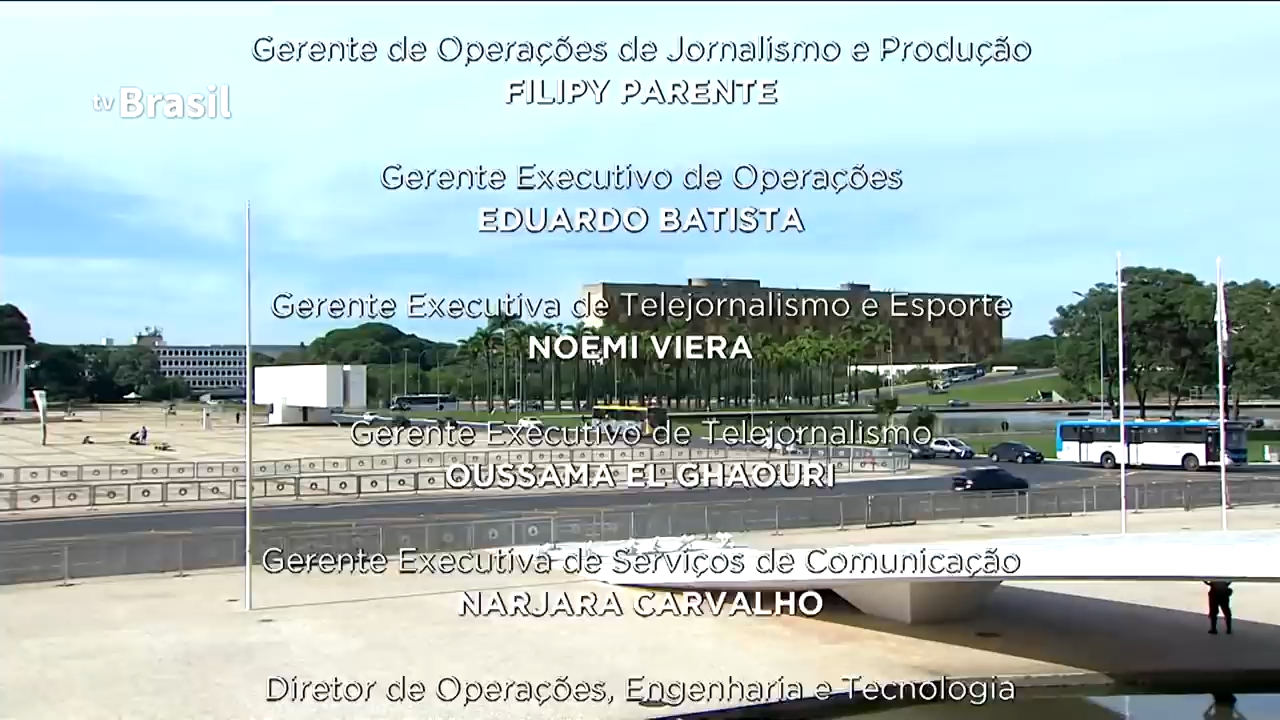 Gerente de Operações de Jornalismo e Produção
FILIPY PARENTE
tv Brasil
Gerente Executivo de Operações
EDUARDO BATISTA
Gerente Executiva de Telejornalismo e Esporte
NOEMI VIERA
Gerente Executivo de Telejornalismo
OUSSAMA EL GHAOURI
Gerente Executiva de Serviços de Comunicação
NARJARA CARVALHO
Diretor de Operações, Engenharia e Tecnologia